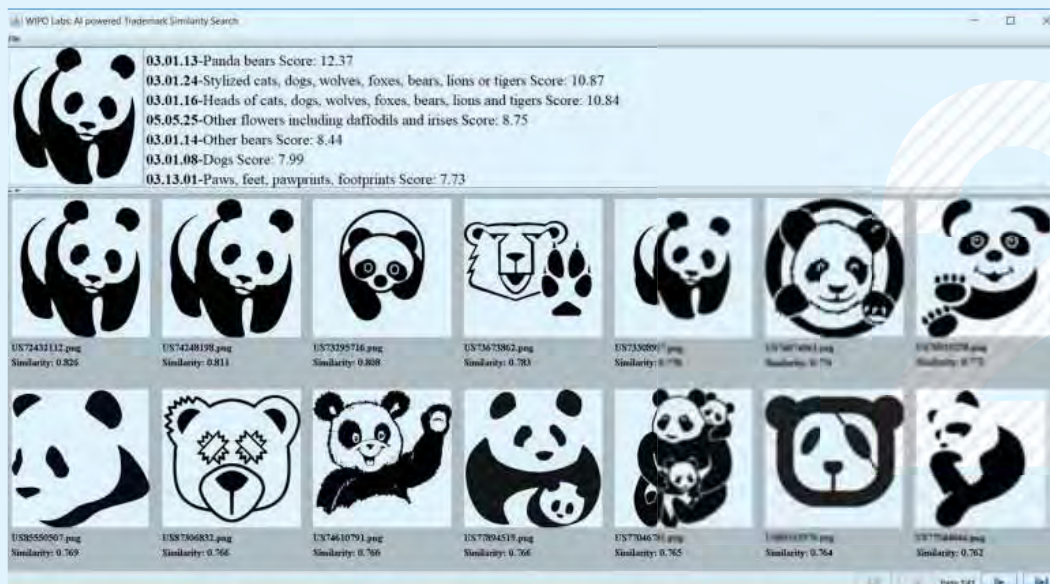 WIPO Labs: AI powered Trademark Similarity Search
File
03.01.13-Panda bears Score: 12.37
03.01.24-Stylized cats, dogs, wolves, foxes, bears, lions or tigers Score: 10.87
03.01.16-Heads of cats, dogs, wolves, foxes, bears, lions and tigers Score: 10.84
05.05.25-Other flowers including daffodils and irises Score: 8.75
03.01.14-Other bears Score: 8.44
03.01.08-Dogs Score: 7.99
03.13.01-Paws, feet, pawprints, footprints Score: 7.73
US72432112.png US74248198.png US73295716.png US73673862.png
Similarity: 0.826 Similarity: 0.811 Similarity: 0.808 Similarity: 0.783 Similarity: Similarity: Similarity:
US85550507.png US87306832.png US74610791.png US77894515.png
Similarity: 0.769 Similarity: 0.766 Similarity: 0.766 Similarity: 0.766 Similarity: 0.765 Similarity: 0.764 Similarity: 0.762